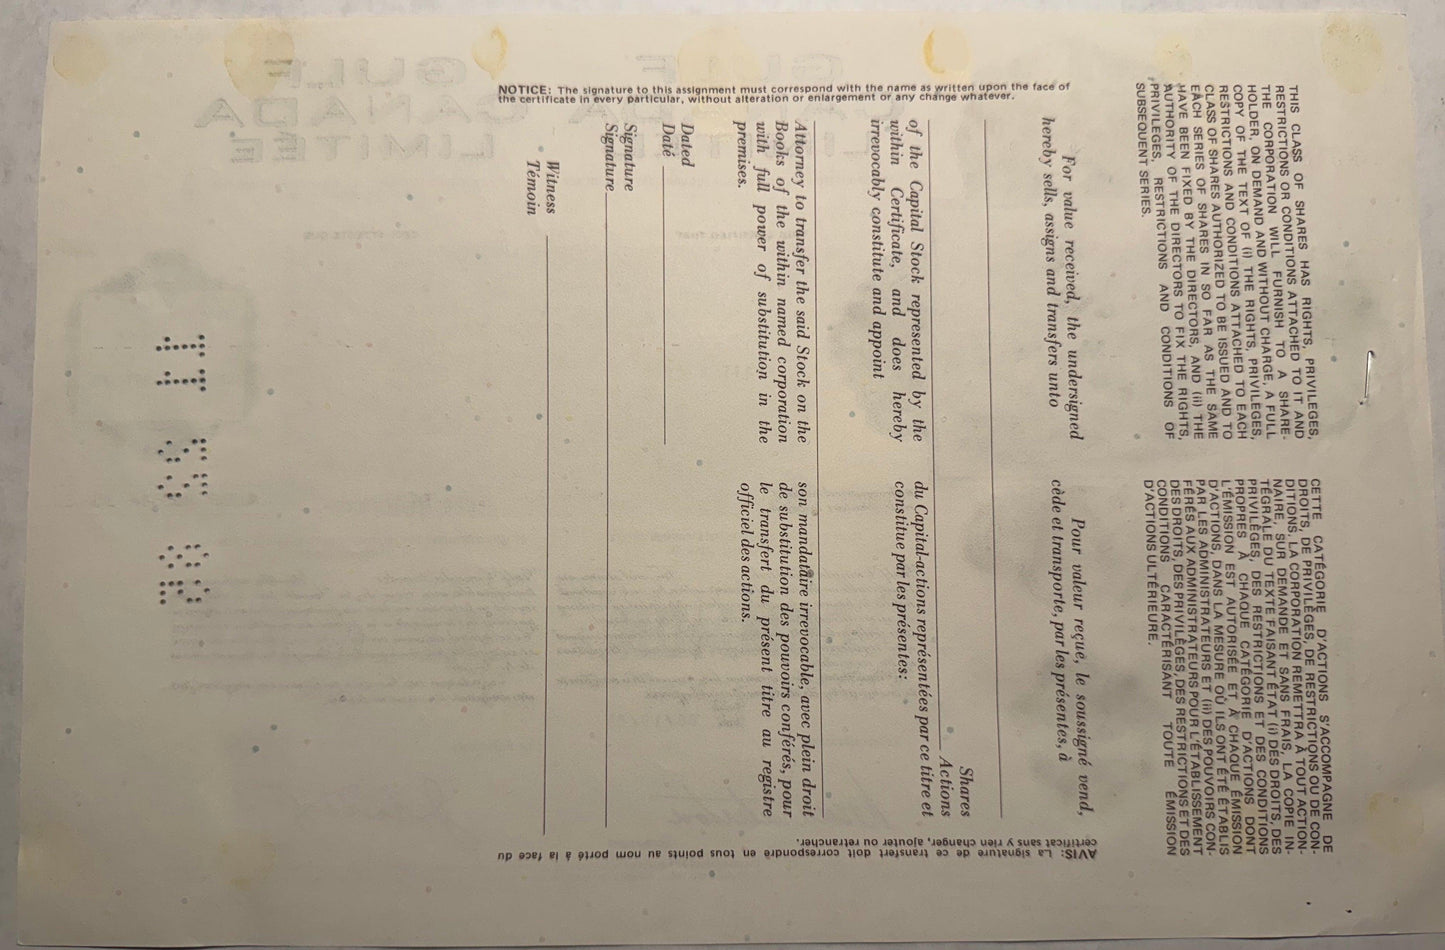 THIS CLASS OF SHARES HAS RIGHTS, PRIVILEGES,
RESTRICTIONS OR CONDITIONS ATTACHED TO IT AND
THE CORPORATION WILL FURNISH TO A SHARE-
HOLDER, ON DEMAND AND WITHOUT CHARGE, A FULL
COPY OF THE TEXT OF (i) THE RIGHTS, PRIVILEGES,
RESTRICTIONS AND CONDITIONS ATTACHED TO EACH
CLASS OF SHARES AUTHORIZED TO BE ISSUED AND TO
EACH SERIES OF SHARES IN SO FAR AS THE SAME
HAVE BEEN FIXED BY THE DIRECTORS, AND (ii) THE
AUTHORITY OF THE DIRECTORS TO FIX THE RIGHTS,
PRIVILEGES, RESTRICTIONS AND CONDITIONS OF
SUBSEQUENT SERIES.
CETTE CATÉGORIE D'ACTIONS S'ACCOMPAGNE DE
DROITS, DE PRIVILÈGES, DE RESTRICTIONS OU DE CON-
DITIONS. LA CORPORATION REMETTRA À TOUT ACTION-
NAIRE, SUR DEMANDE ET SANS FRAIS, LA COPIE IN-
TÉGRALE DU TEXTE FAISANT ÉTAT (i) DES DROITS, DES
PRIVILÈGES, DES RESTRICTIONS ET DES CONDITIONS
PROPRES À CHAQUE CATÉGORIE D'ACTIONS DONT
L'ÉMISSION EST AUTORISÉE ET À CHAQUE ÉMISSION
D'ACTIONS, DANS LA MESURE OÙ ILS ONT ÉTÉ ÉTABLIS
PAR LES ADMINISTRATEURS ET (ii) DES POUVOIRS CON-
FÉRÉS AUX ADMINISTRATEURS POUR L'ÉTABLISSEMENT
DES DROITS, DES PRIVILÈGES, DES RESTRICTIONS ET DES
CONDITIONS CARACTÉRISANT TOUTE ÉMISSION
D'ACTIONS ULTÉRIEURE.
For value received, the undersigned
hereby sells, assigns and transfers unto
Pour valeur reçue, le soussigné vend,
cède et transporte, par les présentes, à
Shares
Actions
of the Capital Stock represented by the
within Certificate, and does hereby
irrevocably constitute and appoint
du Capital-actions représentées par ce titre et
constitue par les présentes:
Attorney to transfer the said Stock on the
Books of the within named corporation
with full power of substitution in the
premises.
son mandataire irrevocable, avec plein droit
de substitution des pouvoirs conférés, pour
le transfert du présent titre au registre
officiel des actions.
Dated
Daté
Signature
Signature
Witness
Témoin
NOTICE: The signature to this assignment must correspond with the name as written upon the face of
the certificate in every particular, without alteration or enlargement or any change whatever.
AVIS: La signature de ce transfert doit correspondre en tous points au nom porté à la face du
certificat sans y rien changer, ajouter ou retrancher.